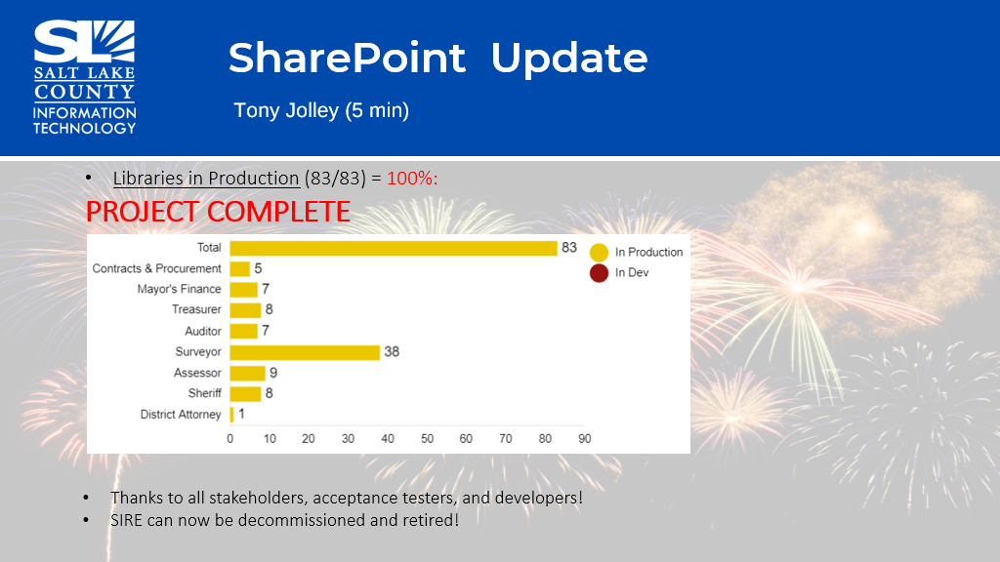 SL
SALT LAKE
COUNTY
INFORMATION
TECHNOLOGY
SharePoint Update
Tony Jolley (5 min)
• Libraries in Production (83/83) = 100%:
PROJECT COMPLETE
Total 83
Contracts & Procurement 5
Mayor's Finance 7
Treasurer 8
Auditor 7
Surveyor 38
Assessor 9
Sheriff 8
District Attorney 1
0 10 20 30 40 50 60 70 80 90
In Production
In Dev
• Thanks to all stakeholders, acceptance testers, and developers!
• SIRE can now be decommissioned and retired!